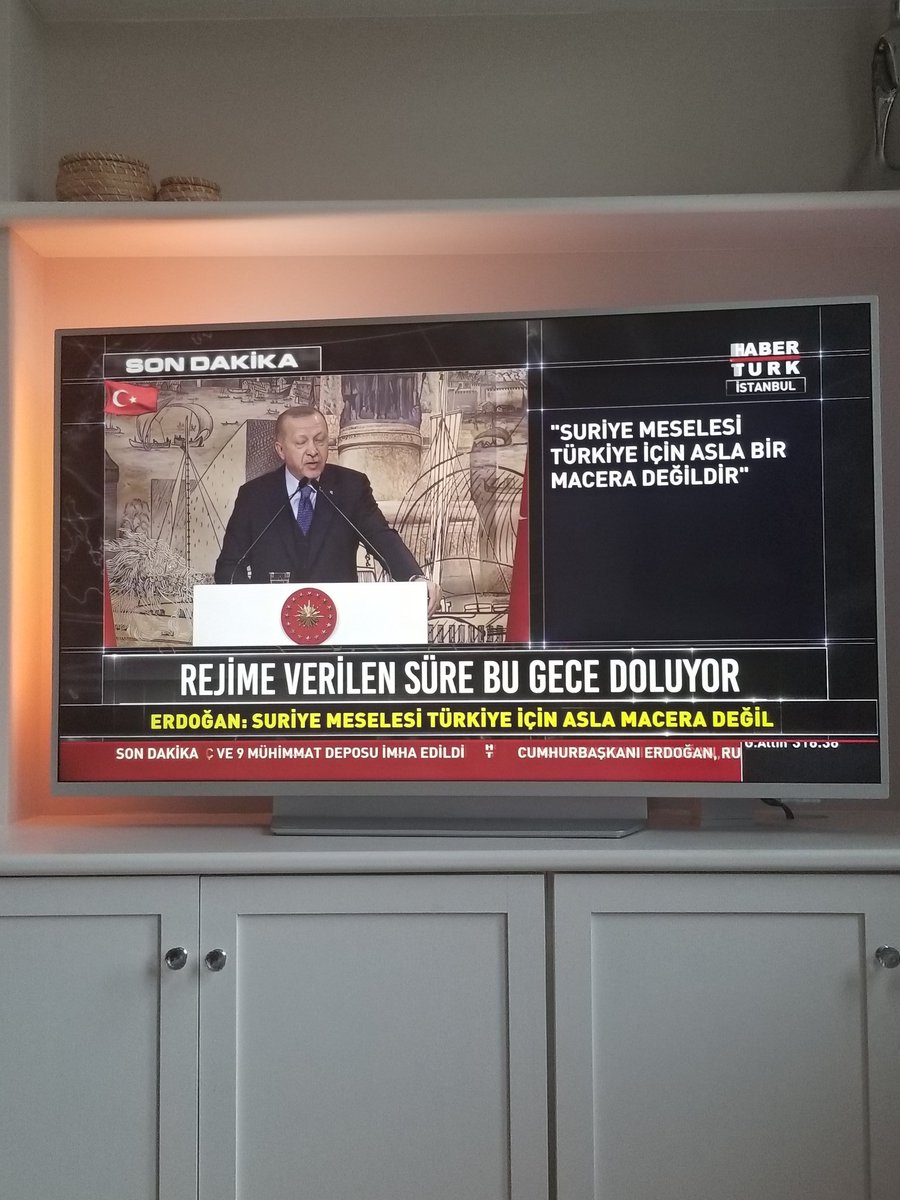 SON DAKİKA
HABER
TURK
İSTANBUL
"SURİYE MESELESİ
TÜRKİYE İÇİN ASLA BİR
MACERA DEĞİLDİR"
REJİME VERİLEN SÜRE BU GECE DOLUYOR
ERDOĞAN: SURİYE MESELESİ TÜRKİYE İÇİN ASLA MACERA DEĞİL
SON DAKİKA Ç VE 9 MÜHİMMAT DEPOSU İMHA EDİLDİ HT CUMHURBAŞKANI ERDOĞAN, RU